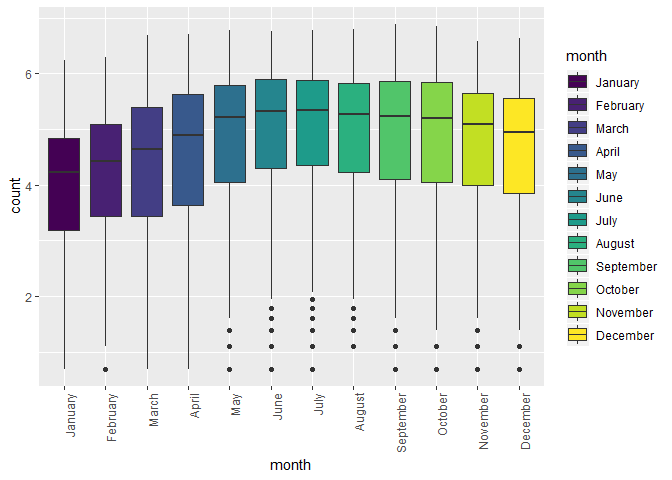 count
6
4
2
January
February
March
April
May
June
July
August
September
October
November
December
month
month
January
February
March
April
May
June
July
August
September
October
November
December